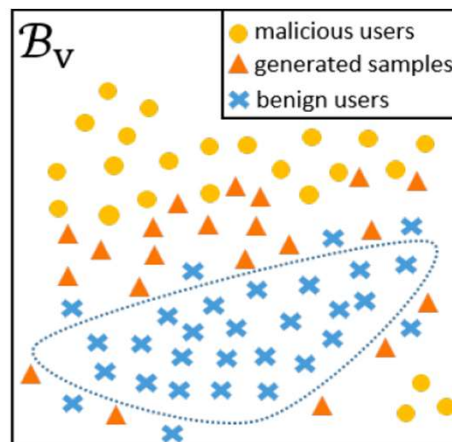 𝓑ᵥ
malicious users
generated samples
benign users